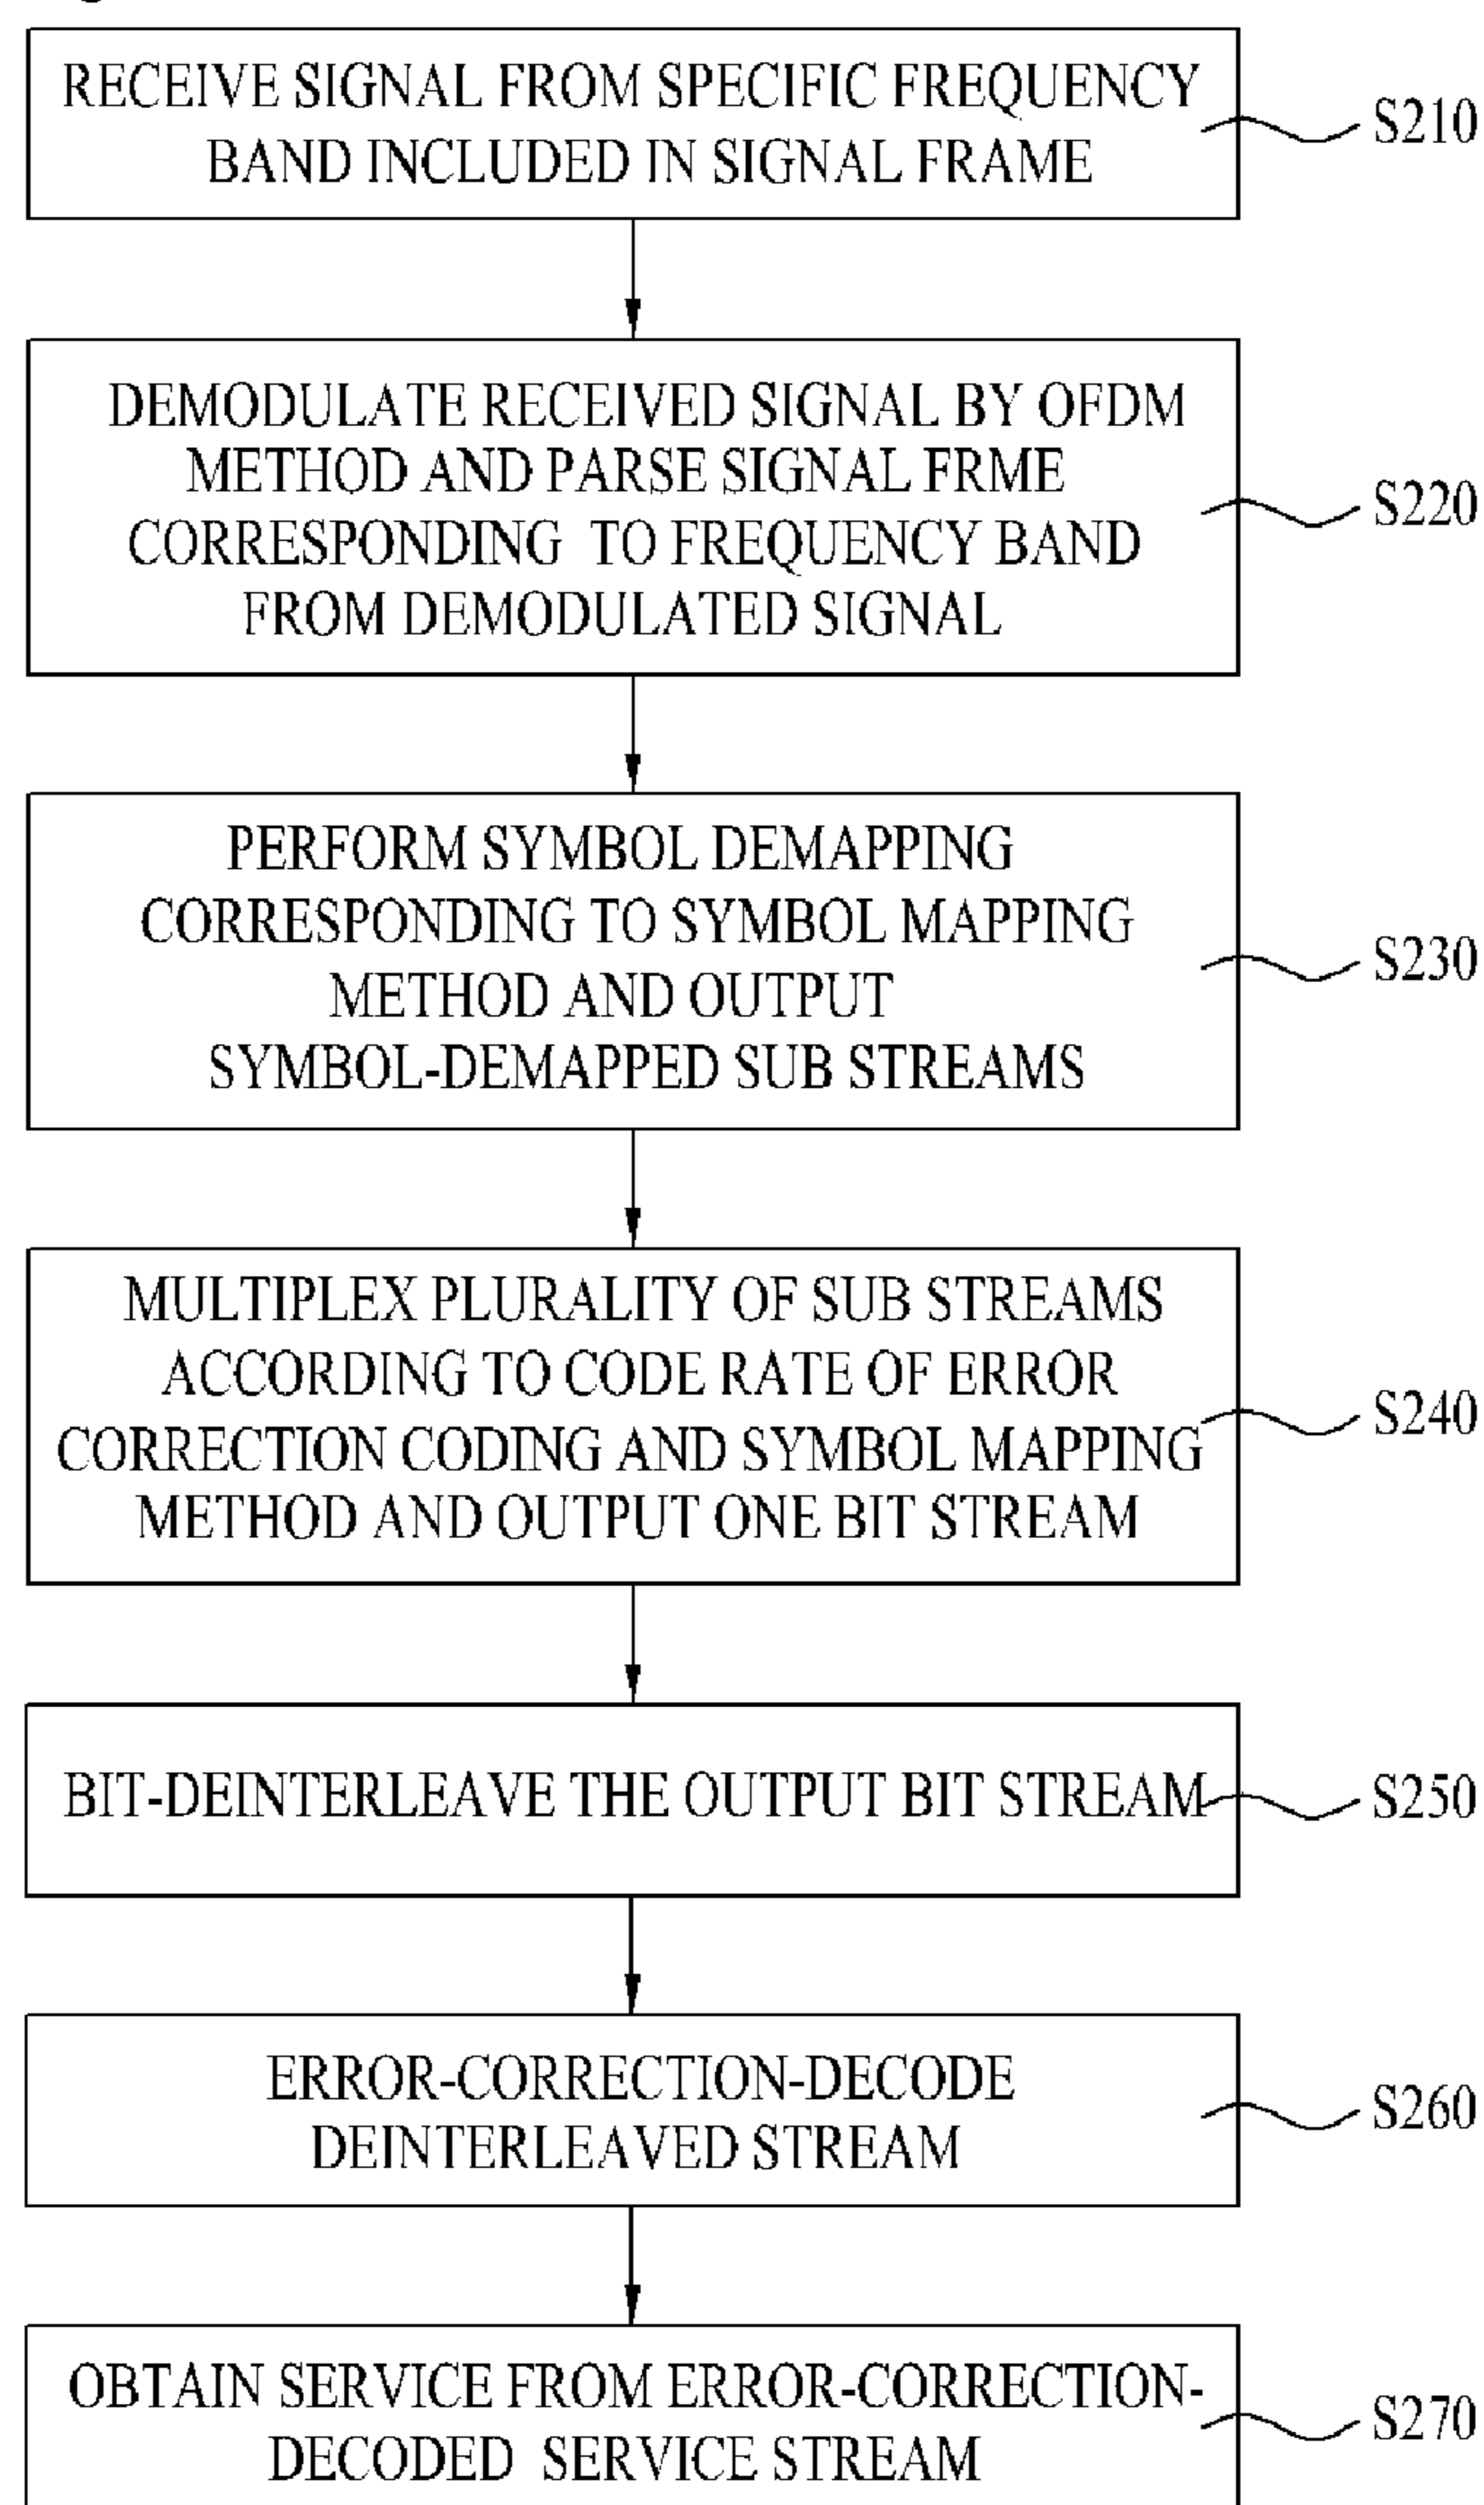 RECEIVE SIGNAL FROM SPECIFIC FREQUENCY
BAND INCLUDED IN SIGNAL FRAME
S210
DEMODULATE RECEIVED SIGNAL BY OFDM
METHOD AND PARSE SIGNAL FRME
CORRESPONDING TO FREQUENCY BAND
FROM DEMODULATED SIGNAL
S220
PERFORM SYMBOL DEMAPPING
CORRESPONDING TO SYMBOL MAPPING
METHOD AND OUTPUT
SYMBOL-DEMAPPED SUB STREAMS
S230
MULTIPLEX PLURALITY OF SUB STREAMS
ACCORDING TO CODE RATE OF ERROR
CORRECTION CODING AND SYMBOL MAPPING
METHOD AND OUTPUT ONE BIT STREAM
S240
BIT-DEINTERLEAVE THE OUTPUT BIT STREAM
S250
ERROR-CORRECTION-DECODE
DEINTERLEAVED STREAM
S260
OBTAIN SERVICE FROM ERROR-CORRECTION-
DECODED SERVICE STREAM
S270